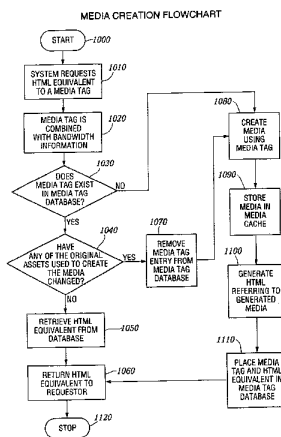 MEDIA CREATION FLOWCHART
START
1000
SYSTEM REQUESTS
HTML EQUIVALENT
TO A MEDIA TAG
1010
MEDIA TAG IS
COMBINED
WITH BANDWIDTH
INFORMATION
1020
DOES
MEDIA TAG EXIST
IN MEDIA TAG
DATABASE?
1030
NO
YES
HAVE
ANY OF THE ORIGINAL
ASSETS USED TO CREATE
THE MEDIA
CHANGED?
1040
YES
NO
RETRIEVE HTML
EQUIVALENT FROM
DATABASE
1050
RETURN HTML
EQUIVALENT TO
REQUESTOR
1060
STOP
1120
1070
REMOVE
MEDIA TAG
ENTRY FROM
MEDIA TAG
DATABASE
1080
CREATE
MEDIA
USING
MEDIA TAG
1090
STORE
MEDIA IN
MEDIA
CACHE
1100
GENERATE
HTML
REFERRING TO
GENERATED
MEDIA
1110
PLACE MEDIA
TAG AND HTML
EQUIVALENT IN
MEDIA TAG
DATABASE